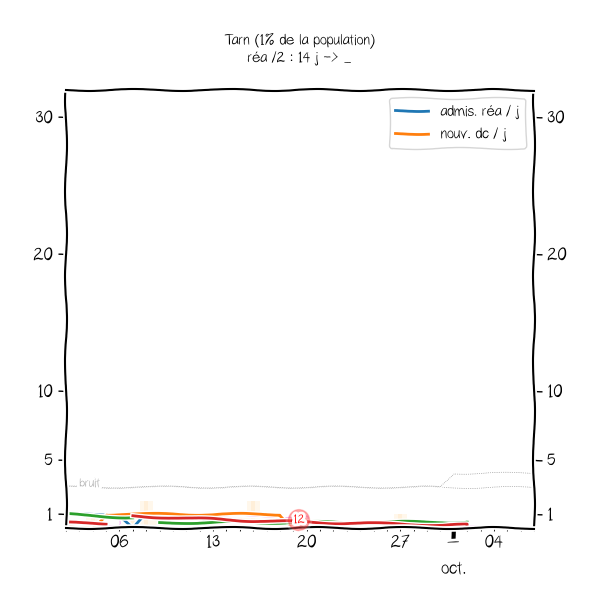 Tarn (1% de la population)
réa /2 : 14 j -> _
admis. réa / j
nouv. dc / j
30
30
20
20
10
10
5
5
bruit
1
12
1
06
13
20
27
04
oct.